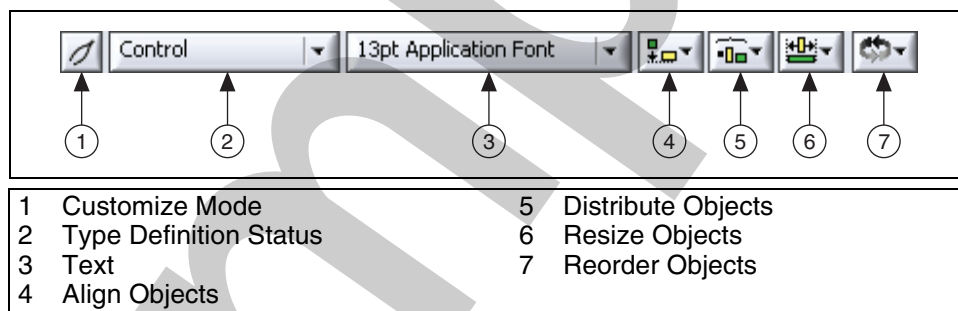 Control
13pt Application Font
1 2 3 4 5 6 7
1 Customize Mode
2 Type Definition Status
3 Text
4 Align Objects
5 Distribute Objects
6 Resize Objects
7 Reorder Objects